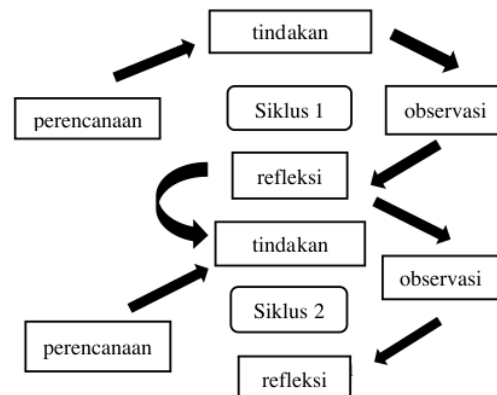 tindakan
perencanaan
Siklus 1
observasi
refleksi
tindakan
observasi
Siklus 2
perencanaan
refleksi